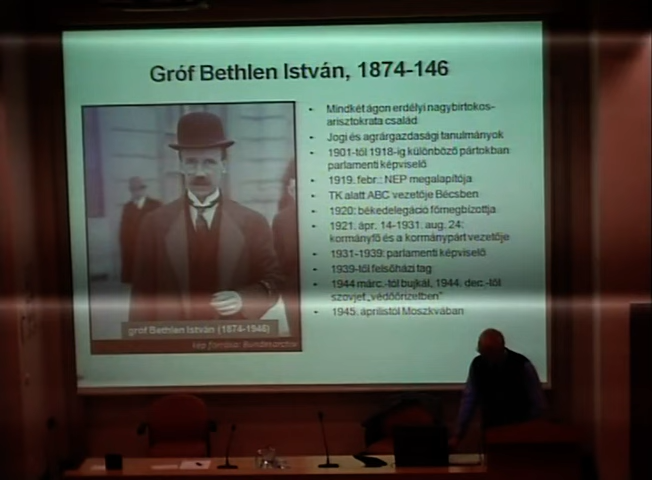 Gróf Bethlen István, 1874-146
• Mindkét ágon erdélyi nagybirtokos-
arisztokrata család
• Jogi és agrárgazdasági tanulmányok
• 1901-től 1918-ig különböző pártokban
parlamenti képviselő
• 1919. febr.: NEP megalapítója
• TK alatt ABC vezetője Bécsben
• 1920: békedelegáció főmegbízottja
• 1921. ápr. 14-1931. aug. 24:
kormányfő és a kormánypárt vezetője
• 1931-1939: parlamenti képviselő
• 1939-től felsőházi tag
• 1944 márc.-tól bujkál, 1944. dec.-től
szovjet „védőőrizetben"
• 1945. áprilistól Moszkvában
gróf Bethlen István (1874-1946)
kép forrása: Bundesarchiv